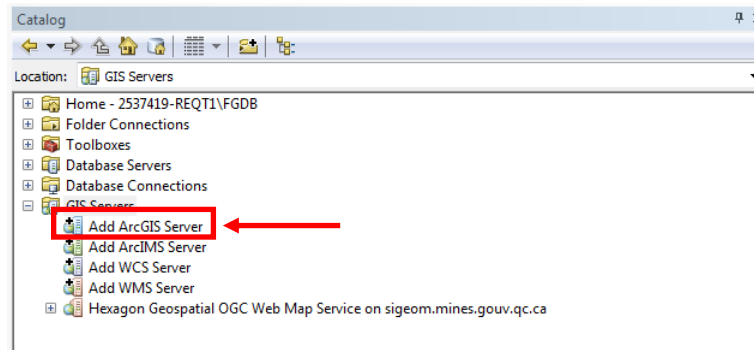 Catalog
Location: GIS Servers
Home - 2537419-REQT1\FGDB
Folder Connections
Toolboxes
Database Servers
Database Connections
GIS Servers
Add ArcGIS Server
Add ArcIMS Server
Add WCS Server
Add WMS Server
Hexagon Geospatial OGC Web Map Service on sigeom.mines.gouv.qc.ca